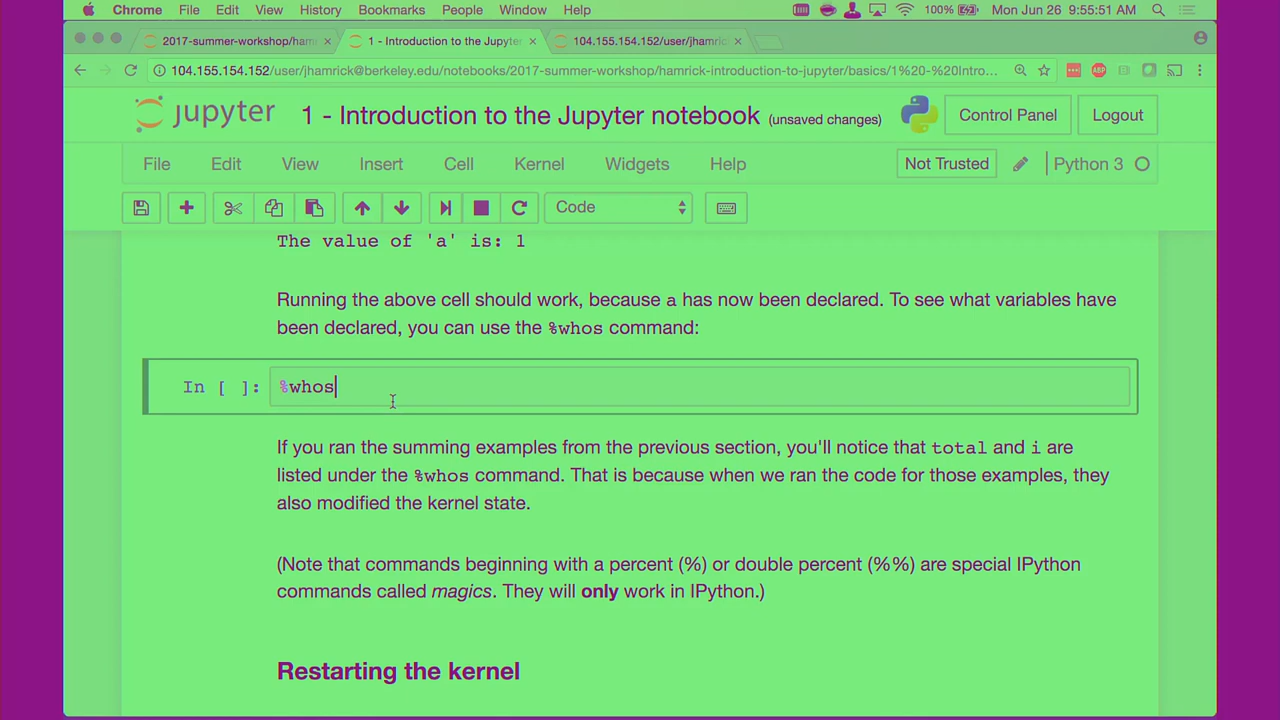 Chrome File Edit View History Bookmarks People Window Help 100% Mon Jun 26 9:55:51 AM
2017-summer-workshop/ham × 1 - Introduction to the Jupyter × 104.155.154.152/user/jhamric ×
104.155.154.152/user/jhamrick@berkeley.edu/notebooks/2017-summer-workshop/hamrick-introduction-to-jupyter/basics/1%20-%20Intro...
jupyter 1 - Introduction to the Jupyter notebook (unsaved changes) Control Panel Logout
File Edit View Insert Cell Kernel Widgets Help Not Trusted Python 3
Code
The value of 'a' is: 1
Running the above cell should work, because a has now been declared. To see what variables have
been declared, you can use the %whos command:
In [ ]: %whos
If you ran the summing examples from the previous section, you'll notice that total and i are
listed under the %whos command. That is because when we ran the code for those examples, they
also modified the kernel state.
(Note that commands beginning with a percent (%) or double percent (%%) are special IPython
commands called magics. They will only work in IPython.)
Restarting the kernel